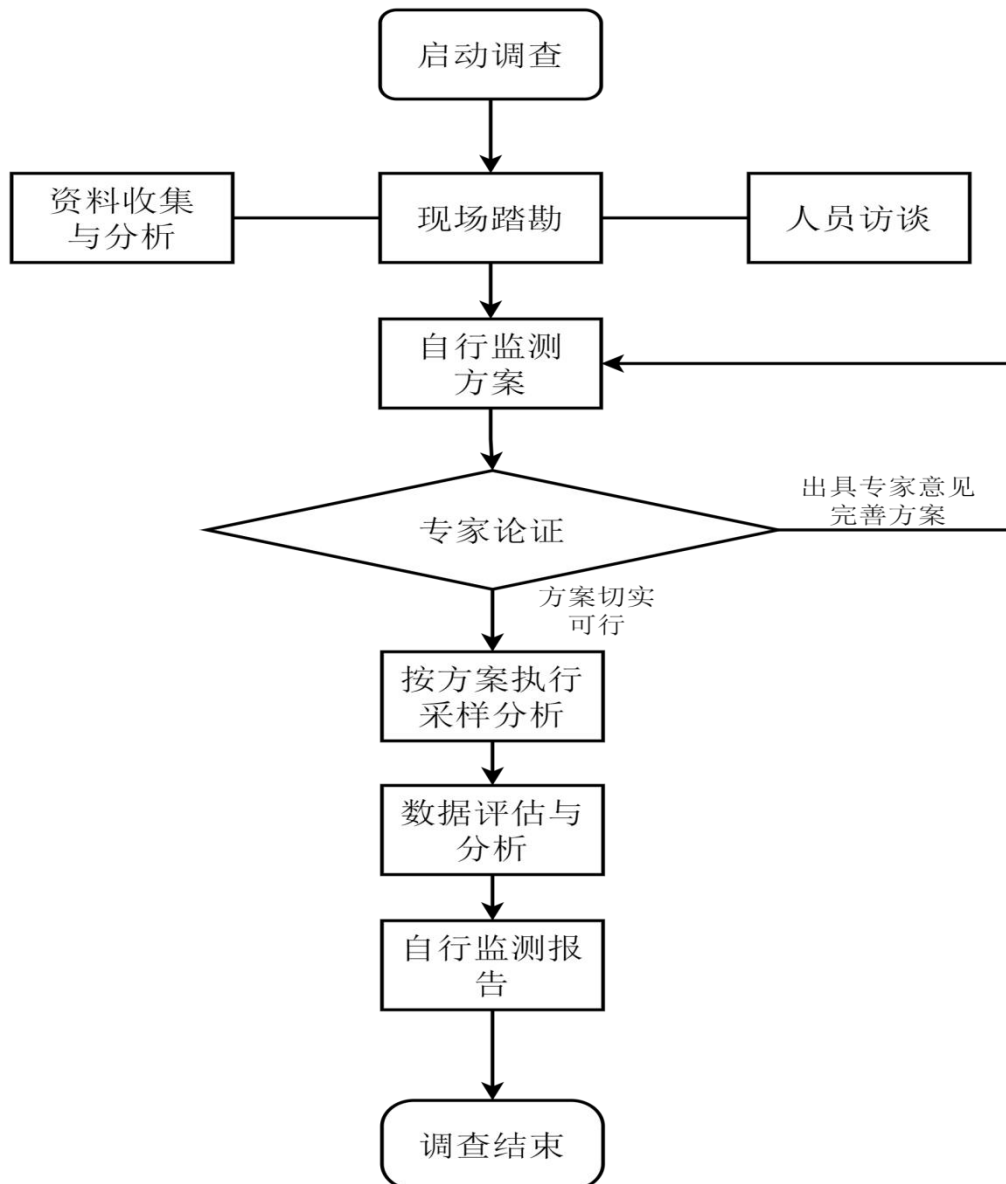 启动调查
资料收集
与分析
现场踏勘
人员访谈
自行监测
方案
专家论证
出具专家意见
完善方案
方案切实
可行
按方案执行
采样分析
数据评估与
分析
自行监测报
告
调查结束